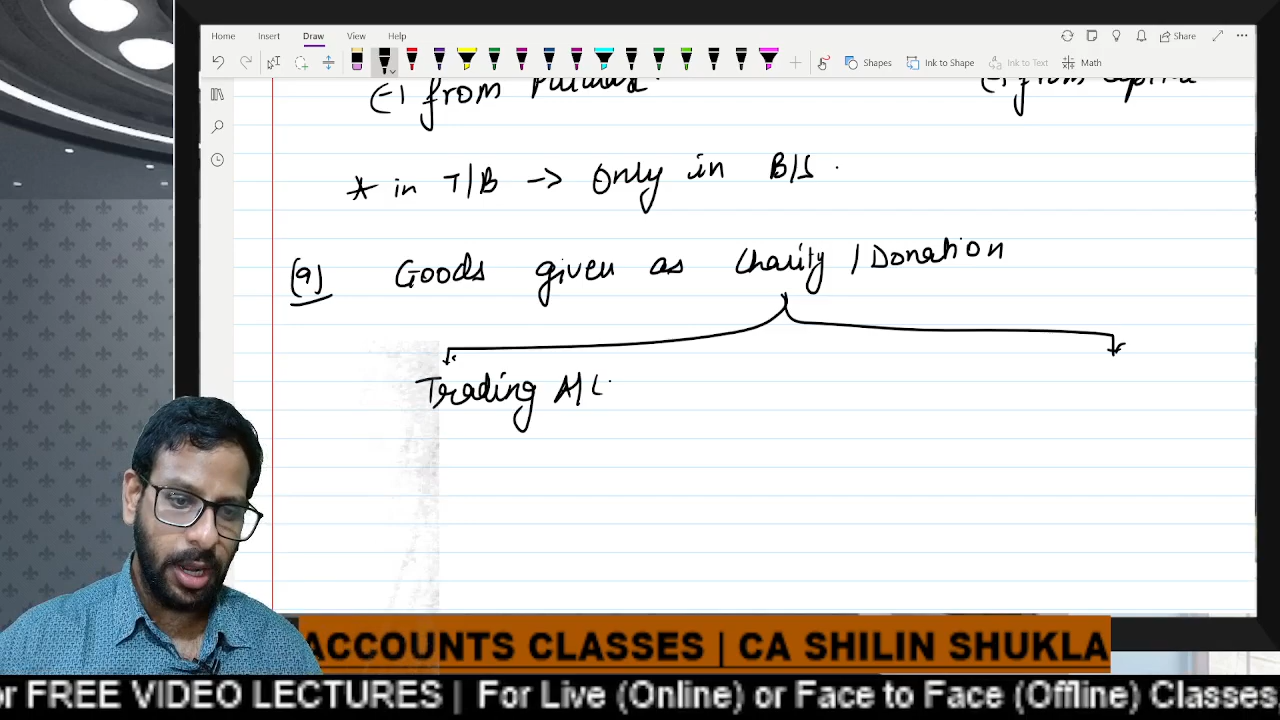 Home Insert Draw View Help
Share
Shapes Ink to Shape Ink to Text Math
(-) from (-) from
* in T/B -> Only in B/S.
(9) Goods given as Charity / Donation
Trading A/C
ACCOUNTS CLASSES | CA SHILIN SHUKLA
or FREE VIDEO LECTURES | For Live (Online) or Face to Face (Offline) Classes